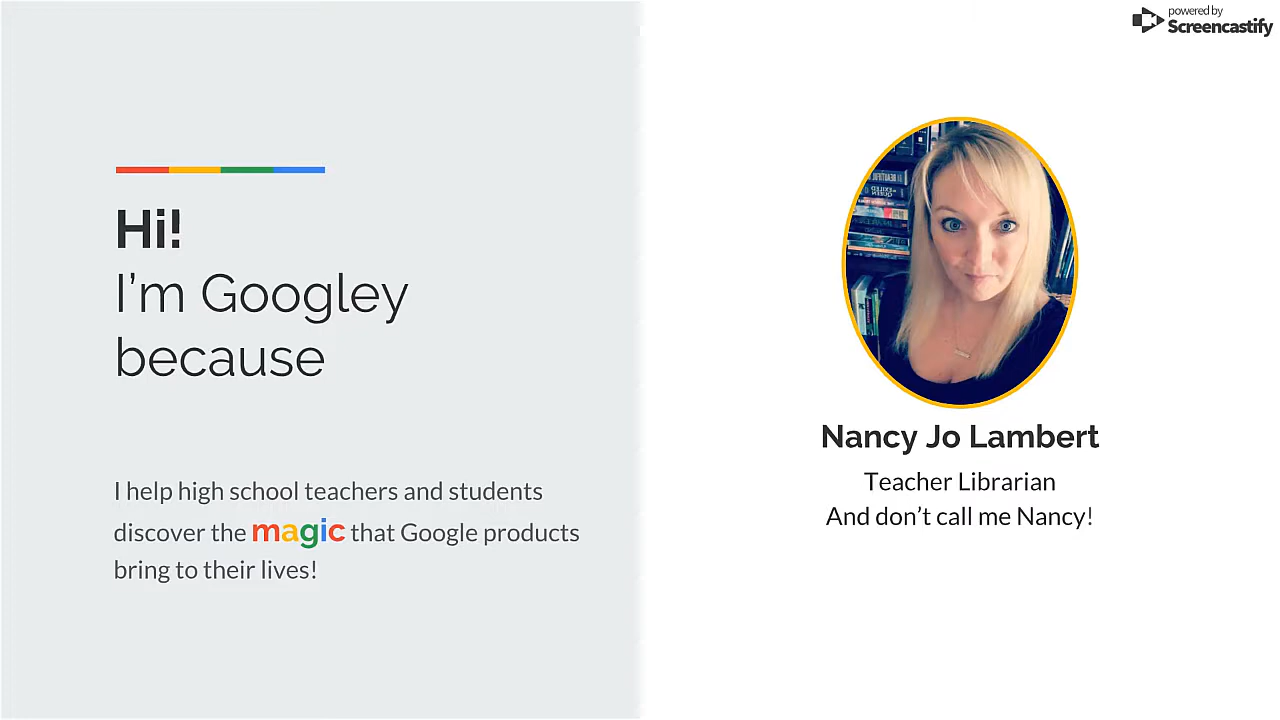 powered by
Screencastify
Hi!
I'm Googley
because
I help high school teachers and students
discover the magic that Google products
bring to their lives!
Nancy Jo Lambert
Teacher Librarian
And don't call me Nancy!